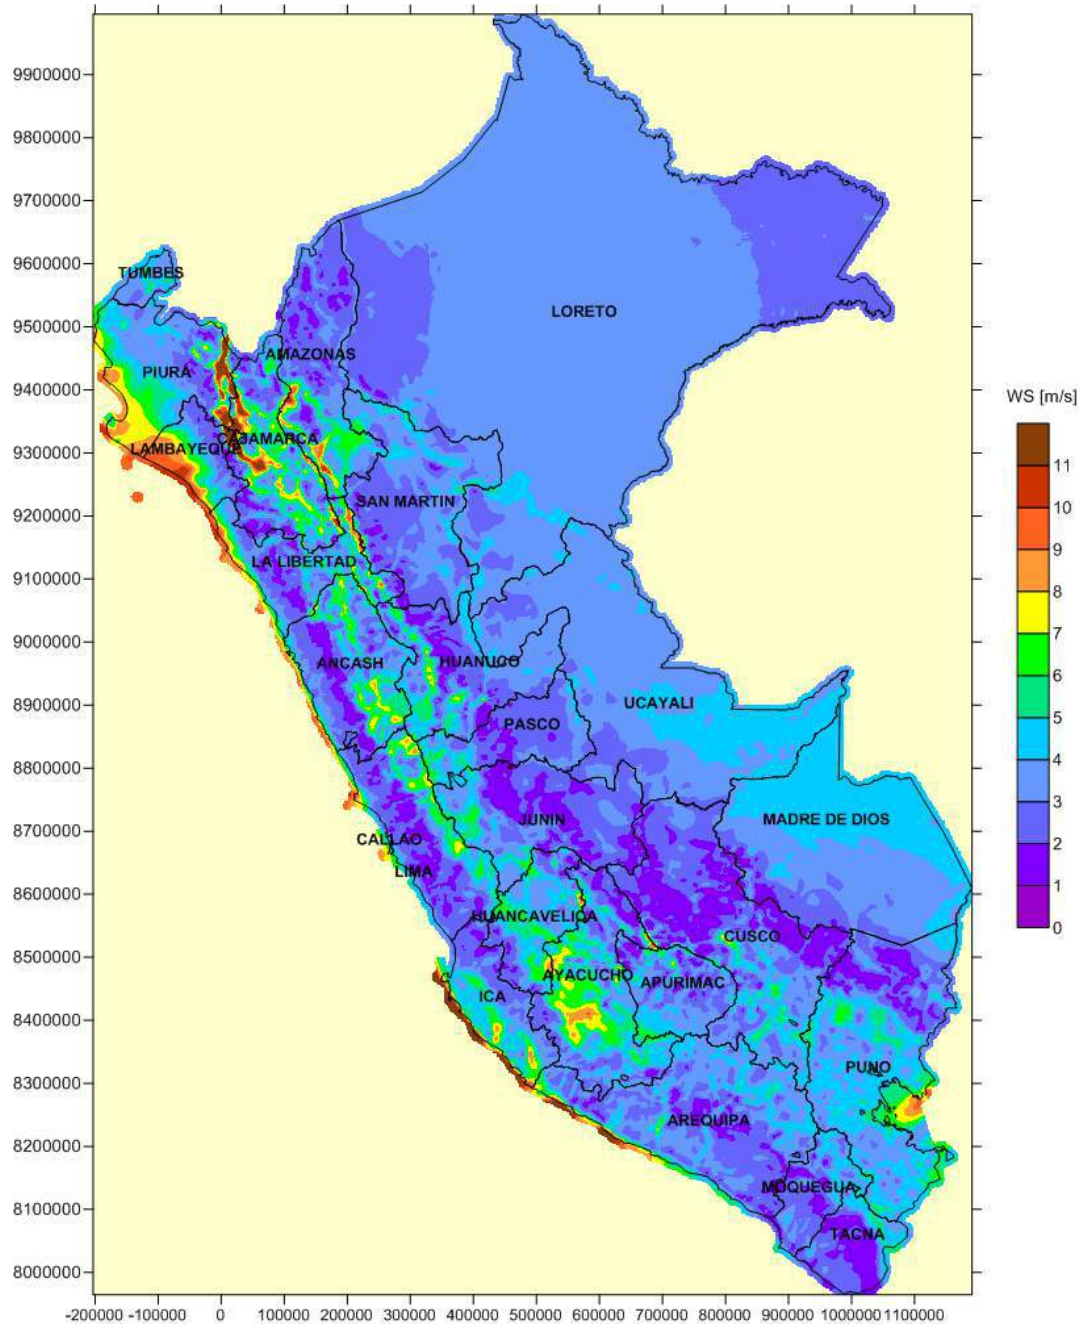 9900000
9800000
9700000
9600000
TUMBES
9500000
LORETO
AMAZONAS
PIURA
9400000
WS [m/s]
CAJAMARCA
LAMBAYEQUE
9300000
11
SAN MARTIN
10
9200000
9
LA LIBERTAD
9100000
8
7
9000000
ANCASH
HUANUCO
6
8900000
UCAYALI
PASCO
5
8800000
4
MADRE DE DIOS
JUNIN
3
8700000
CALLAO
2
LIMA
8600000
1
HUANCAVELICA
0
CUSCO
8500000
AYACUCHO
APURIMAC
ICA
8400000
PUNO
8300000
AREQUIPA
8200000
MOQUEGUA
8100000
TACNA
8000000
-200000 -100000 0 100000 200000 300000 400000 500000 600000 700000 800000 900000 1000000 1100000